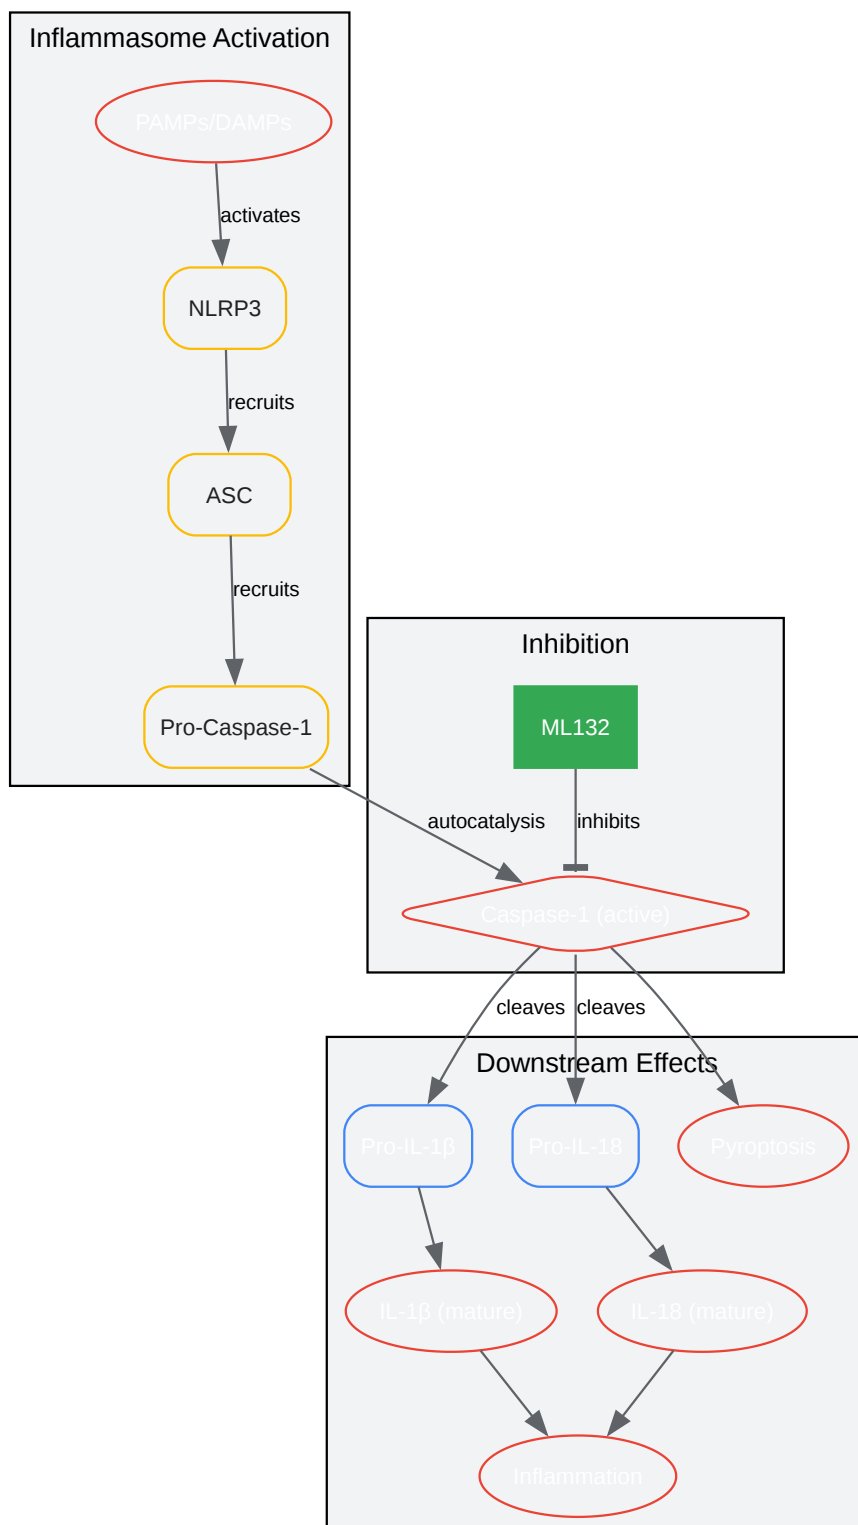 Inflammasome Activation
PAMPs/DAMPs
activates
NLRP3
recruits
ASC
recruits
Pro-Caspase-1
Inhibition
ML132
autocatalysis
inhibits
Caspase-1 (active)
cleaves
cleaves
Downstream Effects
Pro-IL-1β
Pro-IL-18
Pyroptosis
IL-1β (mature)
IL-18 (mature)
Inflammation